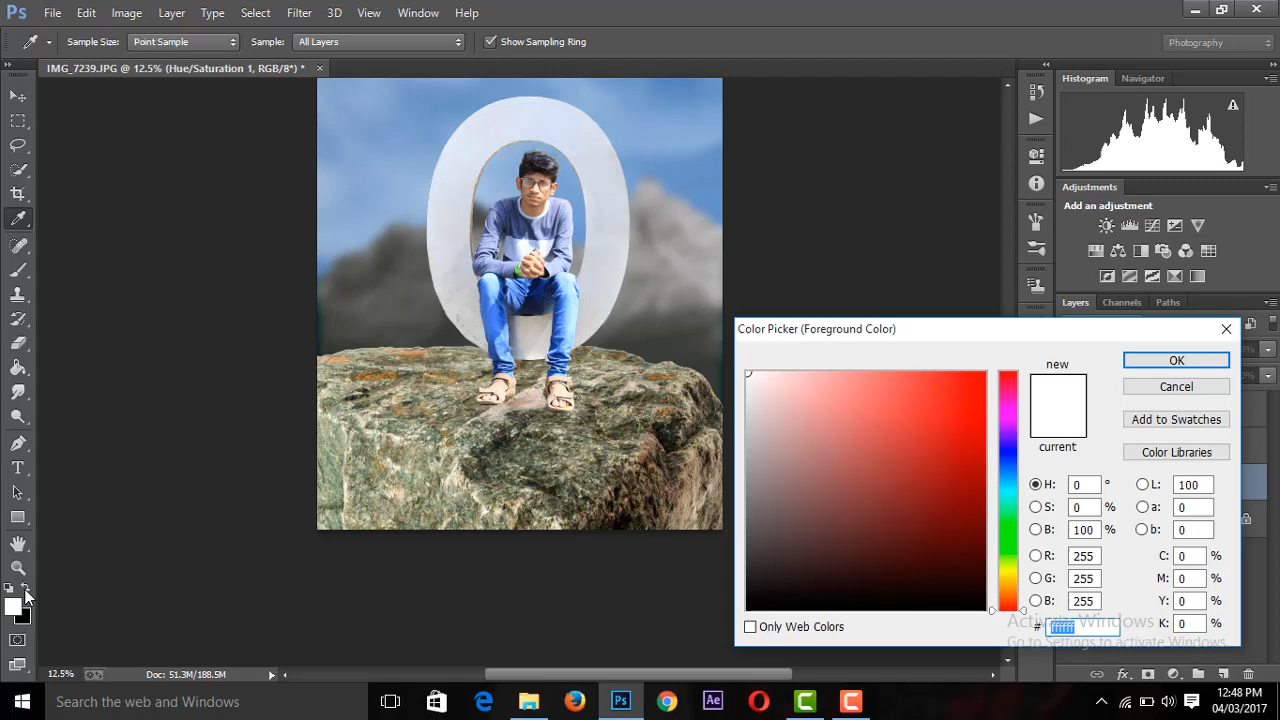 Ps File Edit Image Layer Type Select Filter 3D View Window Help
Sample Size: Point Sample Sample: All Layers Show Sampling Ring Photography
IMG_7239.JPG @ 12.5% (Hue/Saturation 1, RGB/8*) * ×
Histogram Navigator
Adjustments
Add an adjustment
Layers Channels Paths
Color Picker (Foreground Color)
new
current
OK
Cancel
Add to Swatches
Color Libraries
H: 0 ° L: 100
S: 0 % a: 0
B: 100 % b: 0
R: 255 C: 0 %
G: 255 M: 0 %
B: 255 Y: 0 %
# ffffff K: 0 %
Only Web Colors
Activate Windows
Go to Settings to activate Windows.
12.5% Doc: 51.3M/188.5M
Search the web and Windows
Ps Ae
12:48 PM
04/03/2017